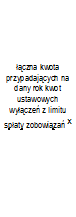 łączna kwota
przypadających na
dany rok kwot
ustawowych
wyłączeń z limitu
spłaty zobowiązań x